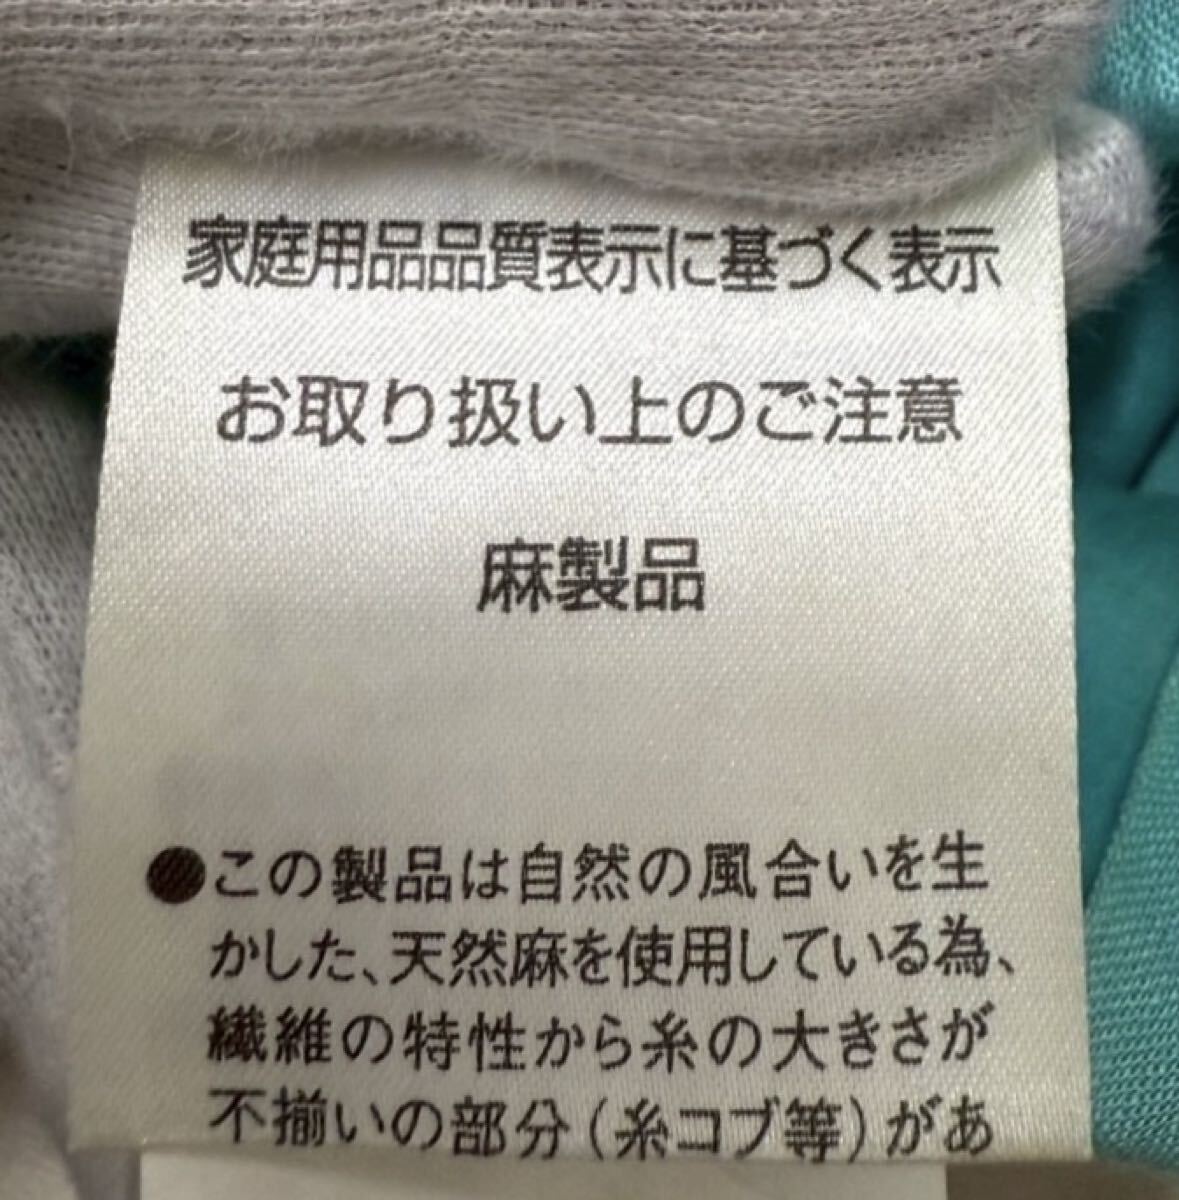 家庭用品品質表示に基づく表示
お取り扱い上のご注意
麻製品
●この製品は自然の風合いを生
かした、天然麻を使用している為、
繊維の特性から糸の大きさが
不揃いの部分（糸コブ等）があ